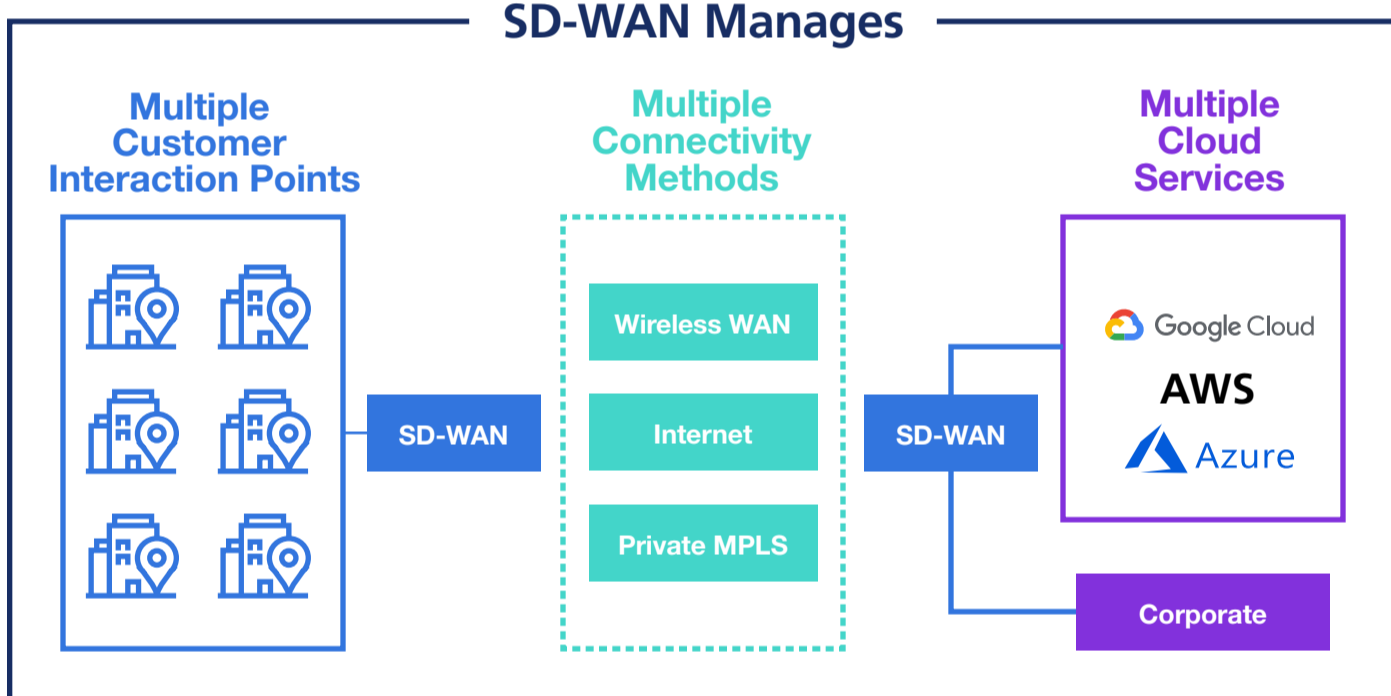 SD-WAN Manages
Multiple
Customer
Interaction Points
SD-WAN
Multiple
Connectivity
Methods
Wireless WAN
Internet
Private MPLS
SD-WAN
Multiple
Cloud
Services
Google Cloud
AWS
Azure
Corporate